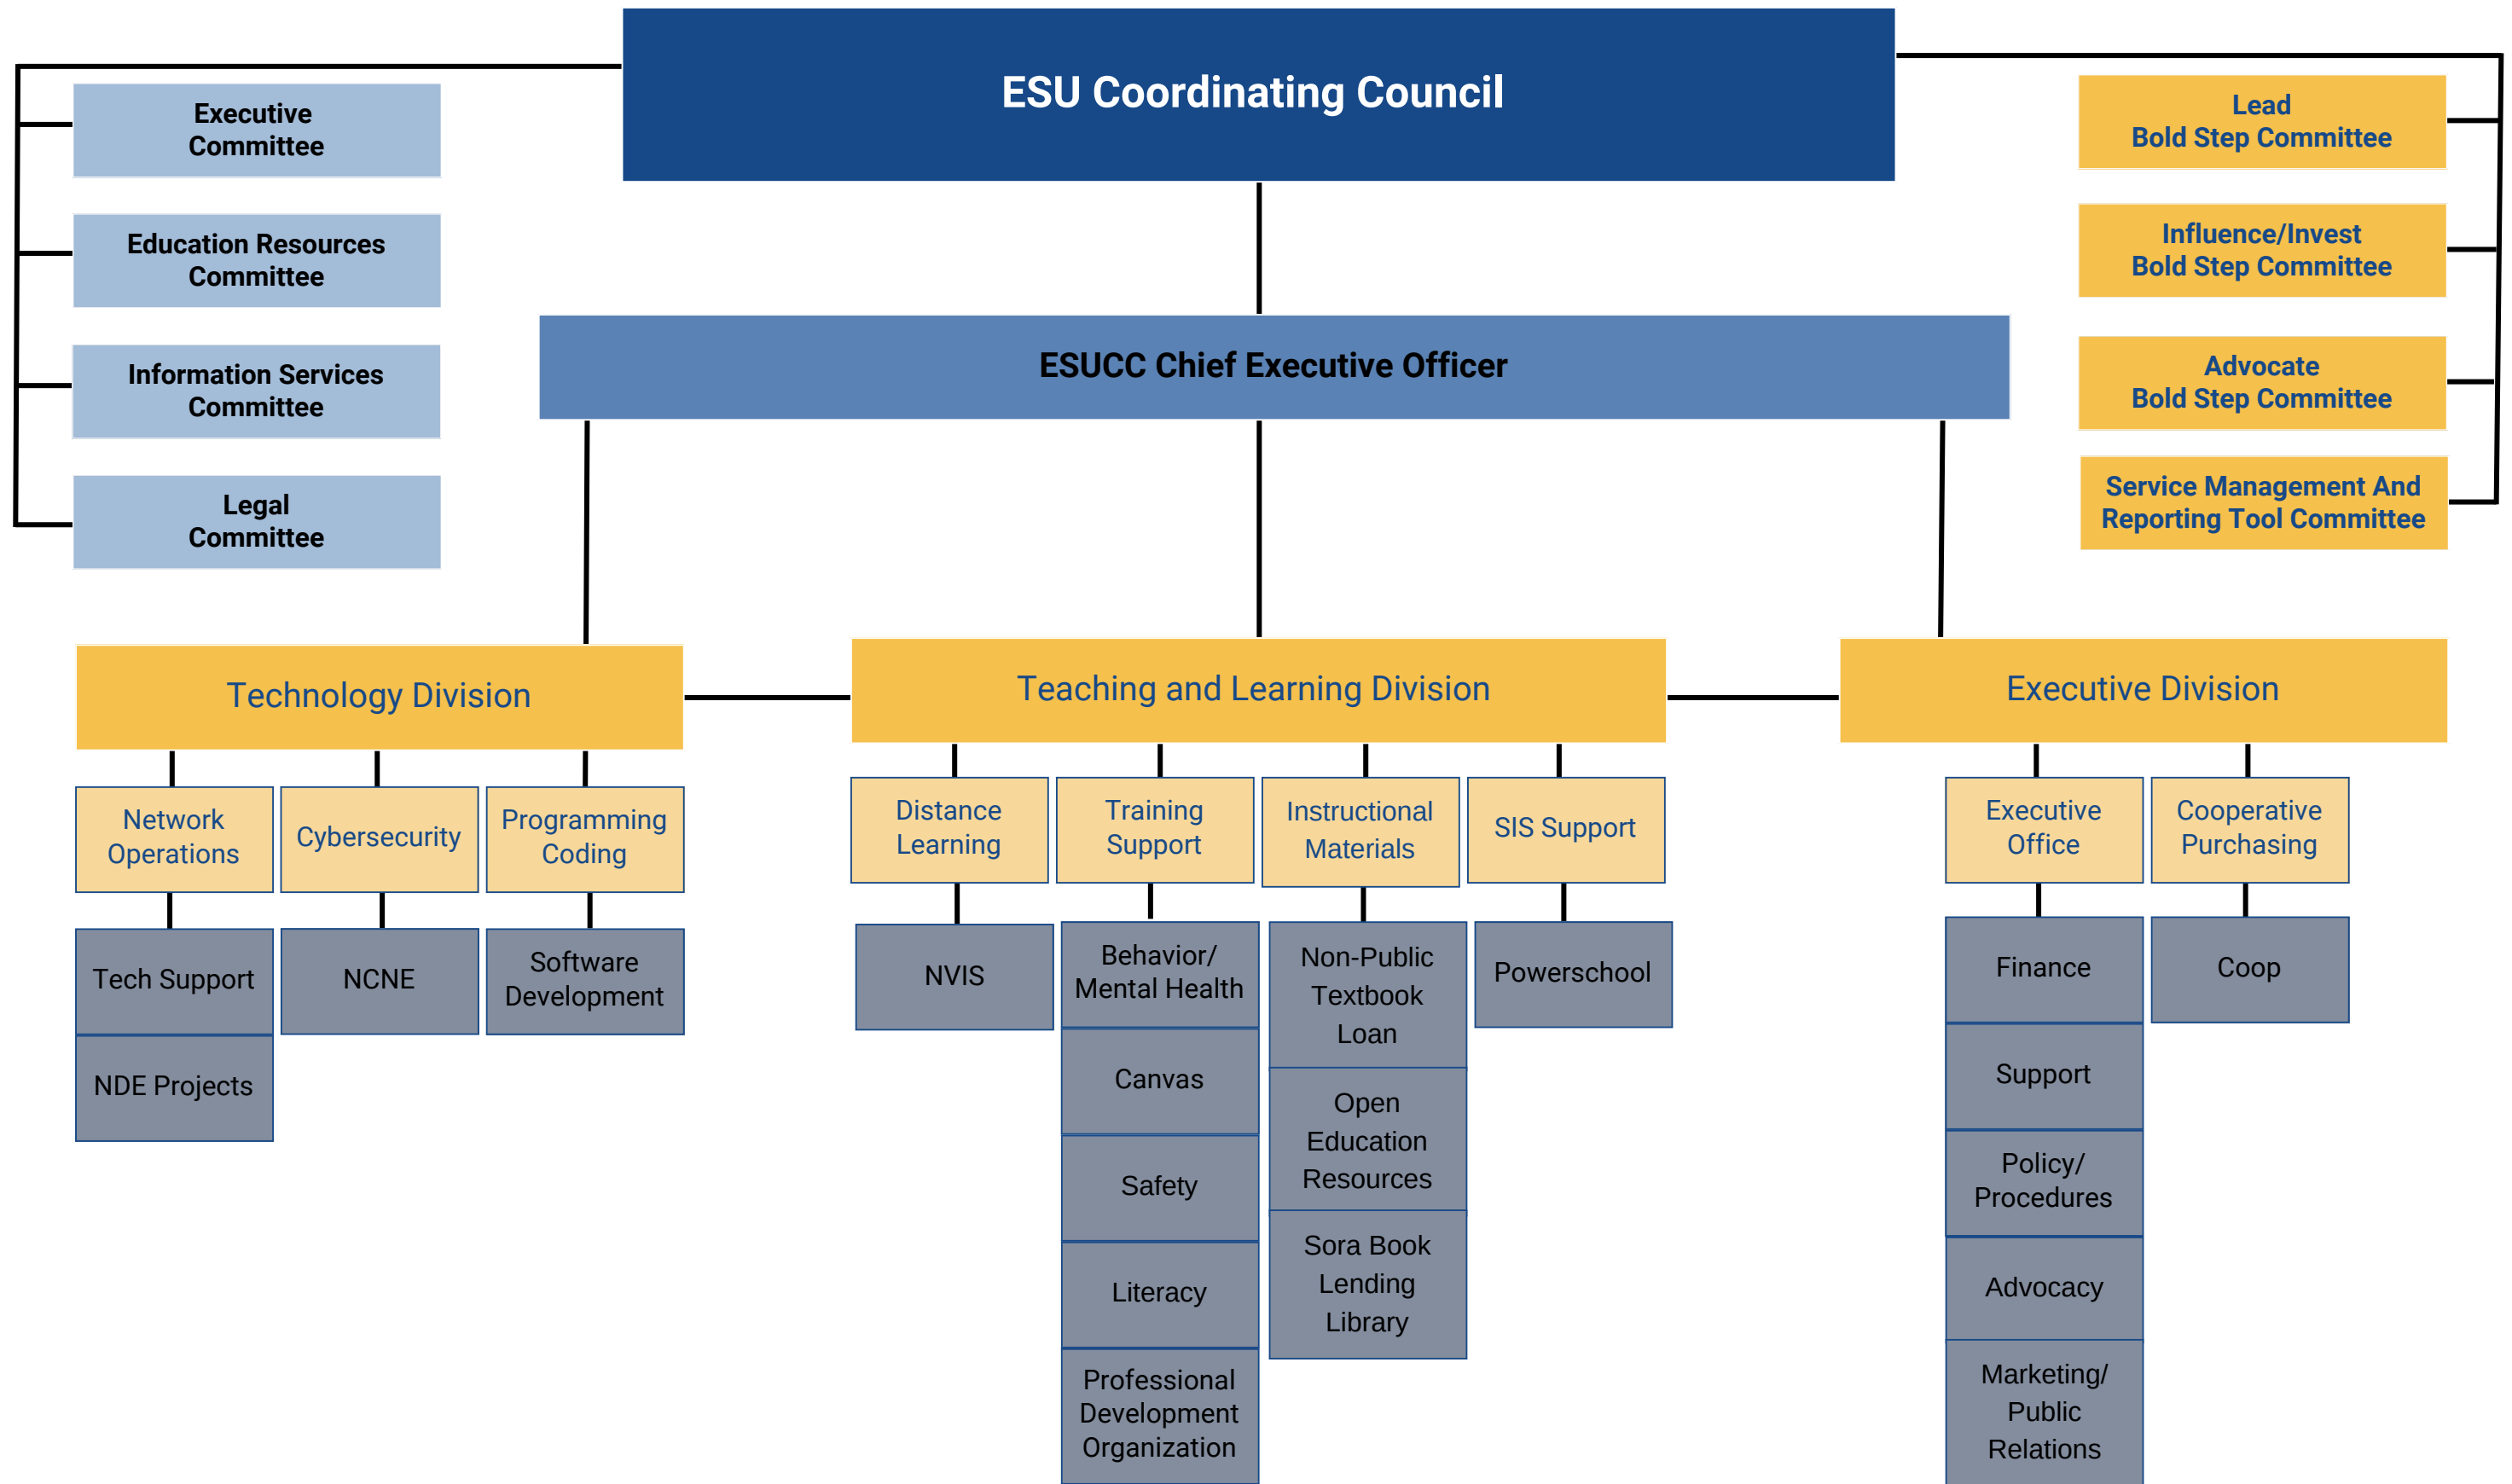 ESU Coordinating Council
Executive
Committee
Education Resources
Committee
Information Services
Committee
Legal
Committee
Lead
Bold Step Committee
Influence/Invest
Bold Step Committee
Advocate
Bold Step Committee
Service Management And
Reporting Tool Committee
ESUCC Chief Executive Officer
Technology Division
Teaching and Learning Division
Executive Division
Network
Operations
Cybersecurity
Programming
Coding
Tech Support
NDE Projects
NCNE
Software
Development
Distance
Learning
Training
Support
Instructional
Materials
SIS Support
NVIS
Behavior/
Mental Health
Canvas
Safety
Literacy
Professional
Development
Organization
Non-Public
Textbook
Loan
Open
Education
Resources
Sora Book
Lending
Library
Powerschool
Executive
Office
Cooperative
Purchasing
Finance
Support
Policy/
Procedures
Advocacy
Marketing/
Public
Relations
Coop